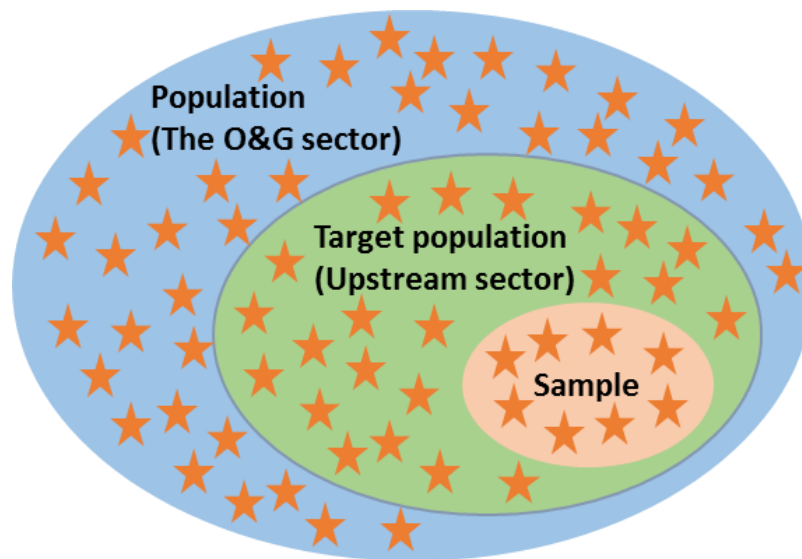 Population
(The O&G sector)
Target population
(Upstream sector)
Sample